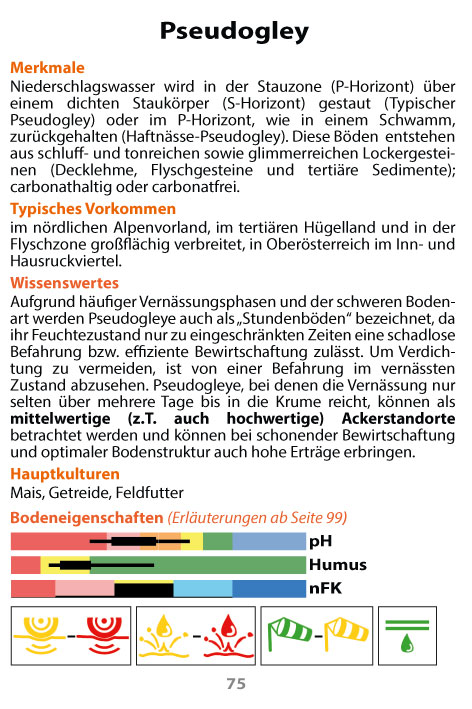 Pseudogley
Merkmale
Niederschlagswasser wird in der Stauzone (P-Horizont) über
einem dichten Staukörper (S-Horizont) gestaut (Typischer
Pseudogley) oder im P-Horizont, wie in einem Schwamm,
zurückgehalten (Haftnässe-Pseudogley). Diese Böden entstehen
aus schluff- und tonreichen sowie glimmerreichen Lockergestei-
nen (Decklehme, Flyschgesteine und tertiäre Sedimente);
carbonathaltig oder carbonatfrei.
Typisches Vorkommen
im nördlichen Alpenvorland, im tertiären Hügelland und in der
Flyschzone großflächig verbreitet, in Oberösterreich im Inn- und
Hausruckviertel.
Wissenswertes
Aufgrund häufiger Vernässungsphasen und der schweren Boden-
art werden Pseudogleye auch als „Stundenböden" bezeichnet, da
ihr Feuchtezustand nur zu eingeschränkten Zeiten eine schadlose
Befahrung bzw. effiziente Bewirtschaftung zulässt. Um Verdich-
tung zu vermeiden, ist von einer Befahrung im vernässten
Zustand abzusehen. Pseudogleye, bei denen die Vernässung nur
selten über mehrere Tage bis in die Krume reicht, können als
mittelwertige (z.T. auch hochwertige) Ackerstandorte
betrachtet werden und können bei schonender Bewirtschaftung
und optimaler Bodenstruktur auch hohe Erträge erbringen.
Hauptkulturen
Mais, Getreide, Feldfutter
Bodeneigenschaften (Erläuterungen ab Seite 99)
pH
Humus
nFK
75